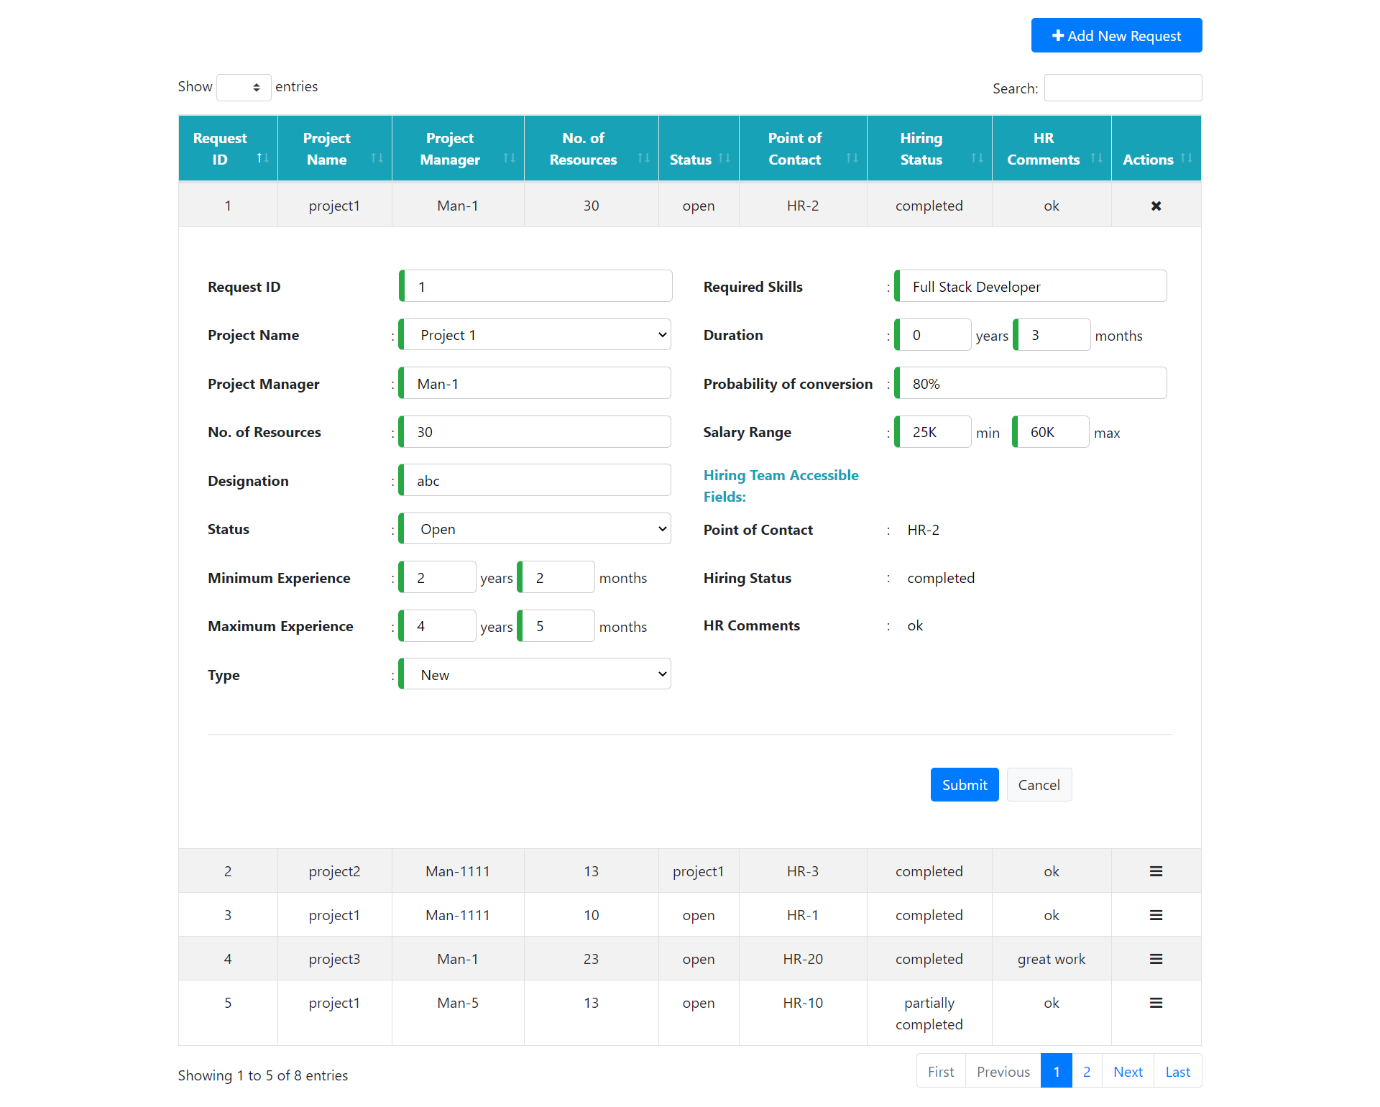 Add New Request
Show entries
Search:
Request ID Project Name Project Manager No. of Resources Status Point of Contact Hiring Status HR Comments Actions
1 project1 Man-1 30 open HR-2 completed ok
Request ID 1 Required Skills : Full Stack Developer
Project Name : Project 1 Duration : 0 years 3 months
Project Manager : Man-1 Probability of conversion : 80%
No. of Resources : 30 Salary Range : 25K min 60K max
Designation : abc Hiring Team Accessible
Fields:
Status : Open Point of Contact : HR-2
Minimum Experience : 2 years 2 months Hiring Status : completed
Maximum Experience : 4 years 5 months HR Comments : ok
Type : New
Submit Cancel
2 project2 Man-1111 13 project1 HR-3 completed ok
3 project1 Man-1111 10 open HR-1 completed ok
4 project3 Man-1 23 open HR-20 completed great work
5 project1 Man-5 13 open HR-10 partially completed ok
Showing 1 to 5 of 8 entries
First Previous 1 2 Next Last